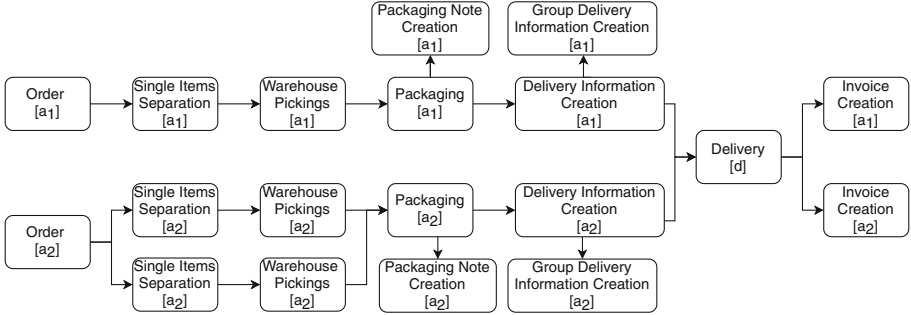 Packaging Note
Creation
[a1]
Group Delivery
Information Creation
[a1]
Order
[a1]
Single Items
Separation
[a1]
Warehouse
Pickings
[a1]
Packaging
[a1]
Delivery Information
Creation
[a1]
Invoice
Creation
[a1]
Delivery
[d]
Order
[a2]
Single Items
Separation
[a2]
Warehouse
Pickings
[a2]
Packaging
[a2]
Delivery Information
Creation
[a2]
Invoice
Creation
[a2]
Single Items
Separation
[a2]
Warehouse
Pickings
[a2]
Packaging Note
Creation
[a2]
Group Delivery
Information Creation
[a2]